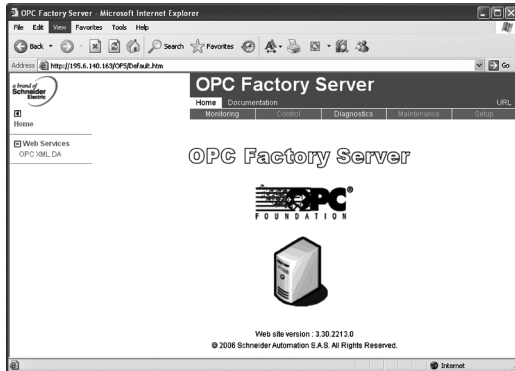 OPC Factory Server - Microsoft Internet Explorer
File Edit View Favorites Tools Help
Back Search Favorites
Address http://195.6.140.163/OFS/Default.htm Go
a brand of
Schneider
Electric
OPC Factory Server
Home Documentation URL
Monitoring Control Diagnostics Maintenance Setup
Home
Web Services
OPC XML DA
OPC Factory Server
OPC®
FOUNDATION
Web site version : 3.30.2213.0
© 2006 Schneider Automation S.A.S. All Rights Reserved.
Internet